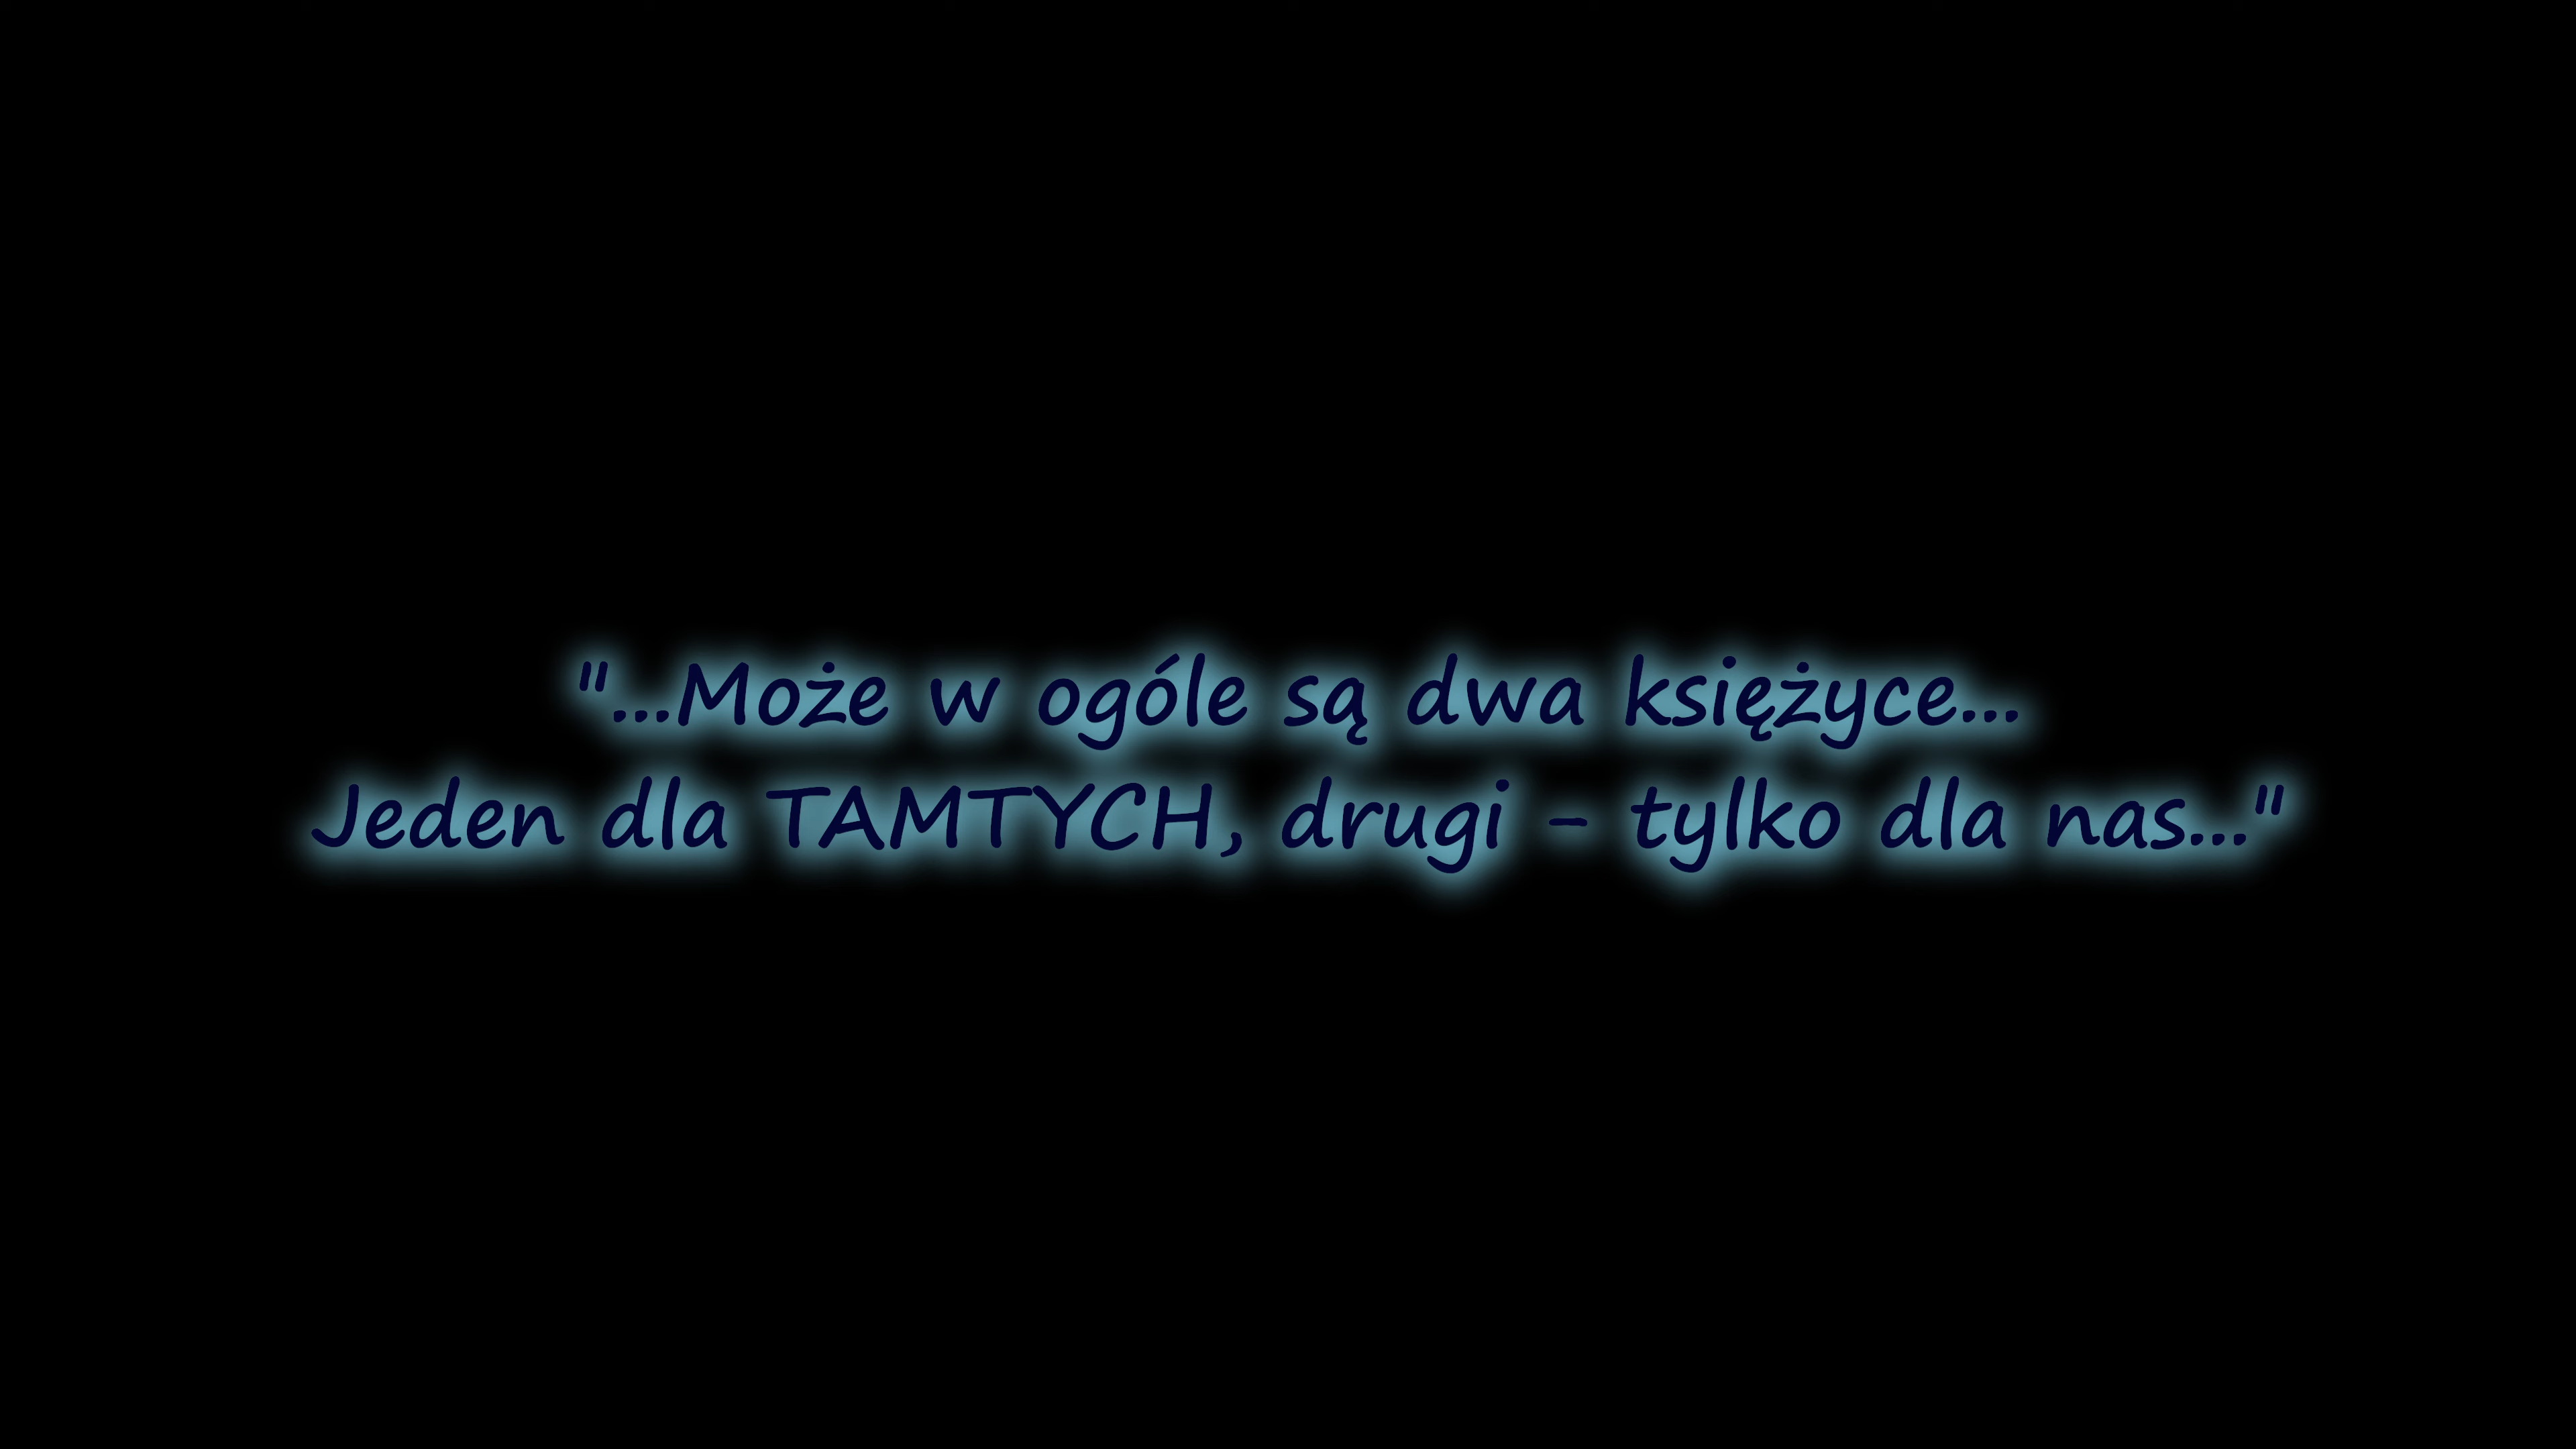 "...Może w ogóle są dwa księżyce...
Jeden dla TAMTYCH, drugi - tylko dla nas..."